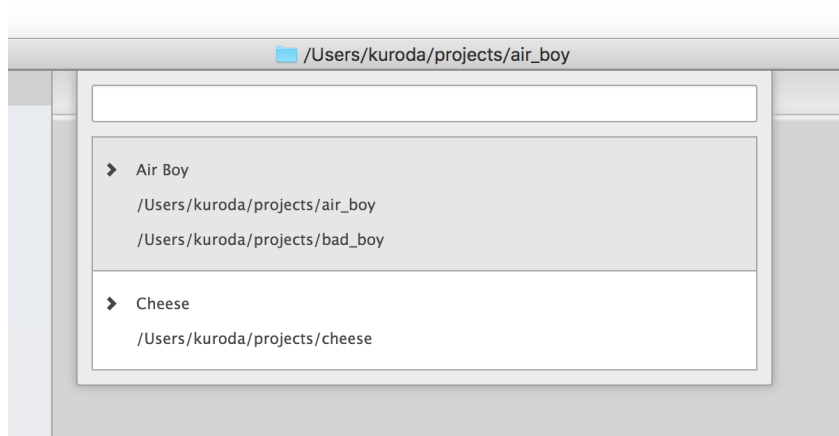 /Users/kuroda/projects/air_boy
Air Boy
/Users/kuroda/projects/air_boy
/Users/kuroda/projects/bad_boy
Cheese
/Users/kuroda/projects/cheese